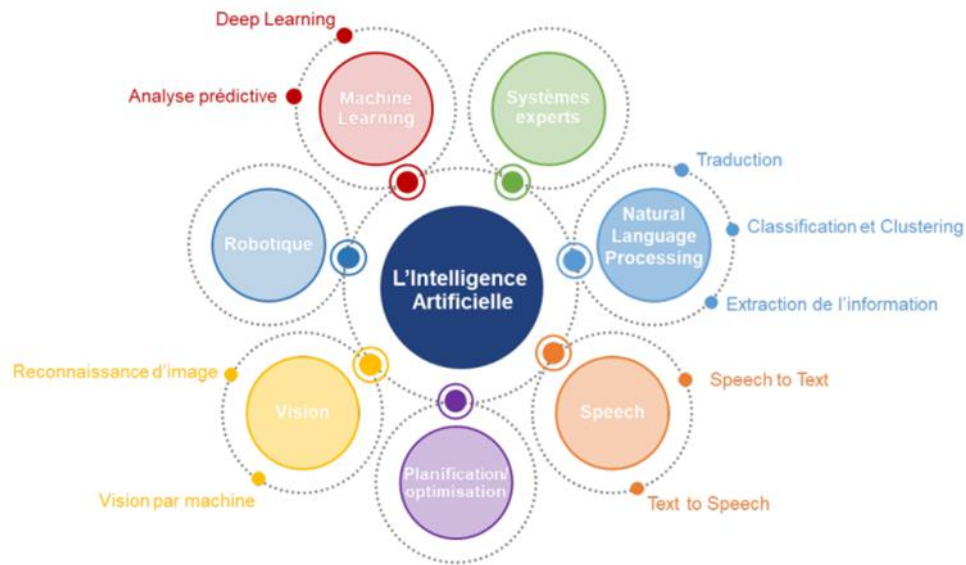 Deep Learning
Analyse prédictive
Machine
Learning
Systèmes
experts
Traduction
Natural
Language
Processing
Classification et Clustering
Extraction de l'information
Robotique
L'Intelligence
Artificielle
Reconnaissance d'image
Vision
Vision par machine
Speech
Speech to Text
Text to Speech
Planification/
optimisation